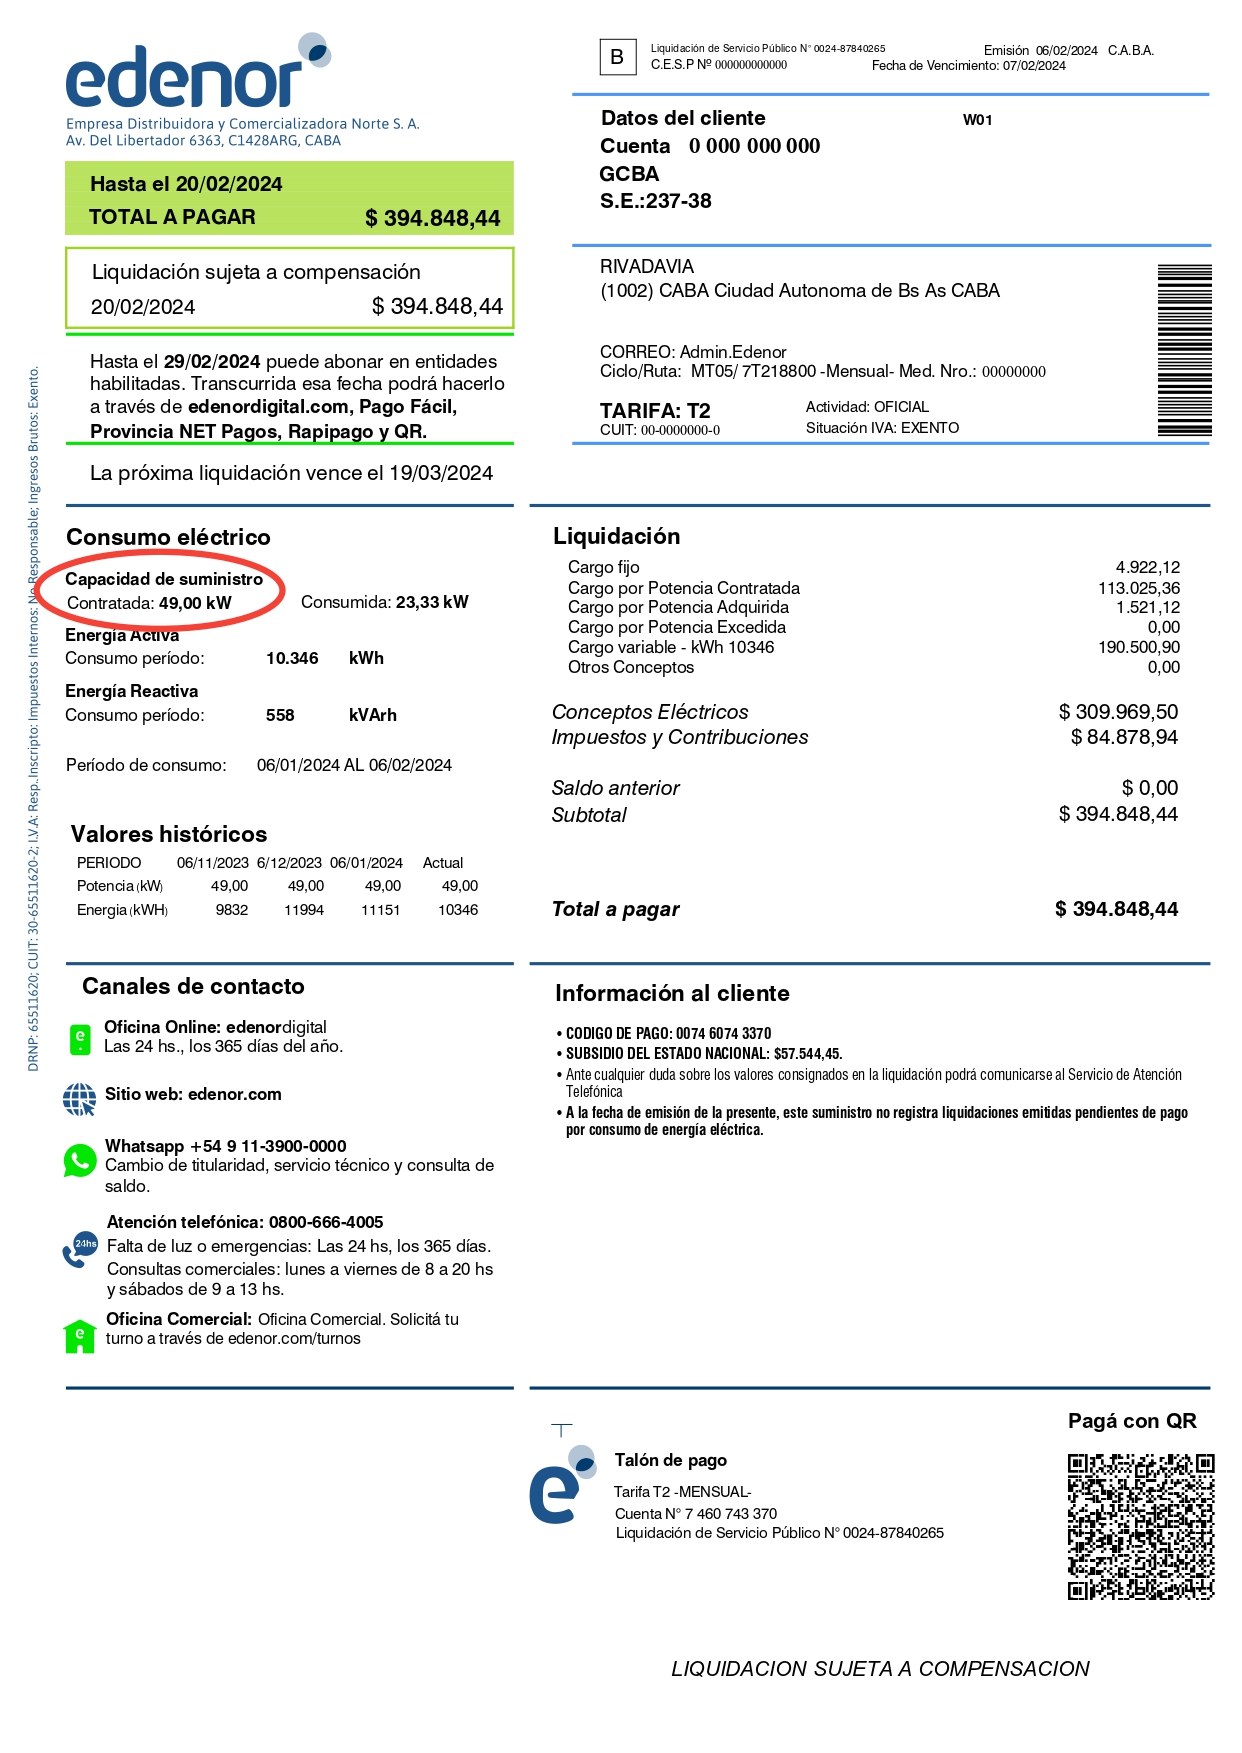 edenor
Empresa Distribuidora y Comercializadora Norte S. A.
Av. Del Libertador 6363, C1428ARG, CABA
B
Liquidación de Servicio Público N° 0024-87840265
Emisión 06/02/2024 C.A.B.A.
C.E.S.P Nº 000000000000
Fecha de Vencimiento: 07/02/2024
Hasta el 20/02/2024
TOTAL A PAGAR $ 394.848,44
Liquidación sujeta a compensación
20/02/2024 $ 394.848,44
Hasta el 29/02/2024 puede abonar en entidades
habilitadas. Transcurrida esa fecha podrá hacerlo
a través de edenordigital.com, Pago Fácil,
Provincia NET Pagos, Rapipago y QR.
La próxima liquidación vence el 19/03/2024
Datos del cliente W01
Cuenta 0 000 000 000
GCBA
S.E.:237-38
RIVADAVIA
(1002) CABA Ciudad Autonoma de Bs As CABA
CORREO: Admin.Edenor
Ciclo/Ruta: MT05/ 7T218800 -Mensual- Med. Nro.: 00000000
TARIFA: T2 Actividad: OFICIAL
CUIT: 00-0000000-0 Situación IVA: EXENTO
DRNP: 65511620; CUIT: 30-65511620-2; I.V.A: Resp..Inscripto: Impuestos Internos: No Responsable; Ingresos Brutos: Exento.
Consumo eléctrico
Capacidad de suministro
Contratada: 49,00 kW Consumida: 23,33 kW
Energía Activa
Consumo período: 10.346 kWh
Energía Reactiva
Consumo período: 558 kVArh
Período de consumo: 06/01/2024 AL 06/02/2024
Valores históricos
PERIODO 06/11/2023 6/12/2023 06/01/2024 Actual
Potencia (kW) 49,00 49,00 49,00 49,00
Energia (kWH) 9832 11994 11151 10346
Liquidación
Cargo fijo 4.922,12
Cargo por Potencia Contratada 113.025,36
Cargo por Potencia Adquirida 1.521,12
Cargo por Potencia Excedida 0,00
Cargo variable - kWh 10346 190.500,90
Otros Conceptos 0,00
Conceptos Eléctricos $ 309.969,50
Impuestos y Contribuciones $ 84.878,94
Saldo anterior $ 0,00
Subtotal $ 394.848,44
Total a pagar $ 394.848,44
Canales de contacto
e
Oficina Online: edenordigital
Las 24 hs., los 365 días del año.
Sitio web: edenor.com
Whatsapp +54 9 11-3900-0000
Cambio de titularidad, servicio técnico y consulta de
saldo.
24hs
Atención telefónica: 0800-666-4005
Falta de luz o emergencias: Las 24 hs, los 365 días.
Consultas comerciales: lunes a viernes de 8 a 20 hs
y sábados de 9 a 13 hs.
e
Oficina Comercial: Oficina Comercial. Solicitá tu
turno a través de edenor.com/turnos
Información al cliente
• CODIGO DE PAGO: 0074 6074 3370
• SUBSIDIO DEL ESTADO NACIONAL: $57.544,45.
• Ante cualquier duda sobre los valores consignados en la liquidación podrá comunicarse al Servicio de Atención
Telefónica
• A la fecha de emisión de la presente, este suministro no registra liquidaciones emitidas pendientes de pago
por consumo de energía eléctrica.
Pagá con QR
e
Talón de pago
Tarifa T2 -MENSUAL-
Cuenta N° 7 460 743 370
Liquidación de Servicio Público N° 0024-87840265
LIQUIDACION SUJETA A COMPENSACION